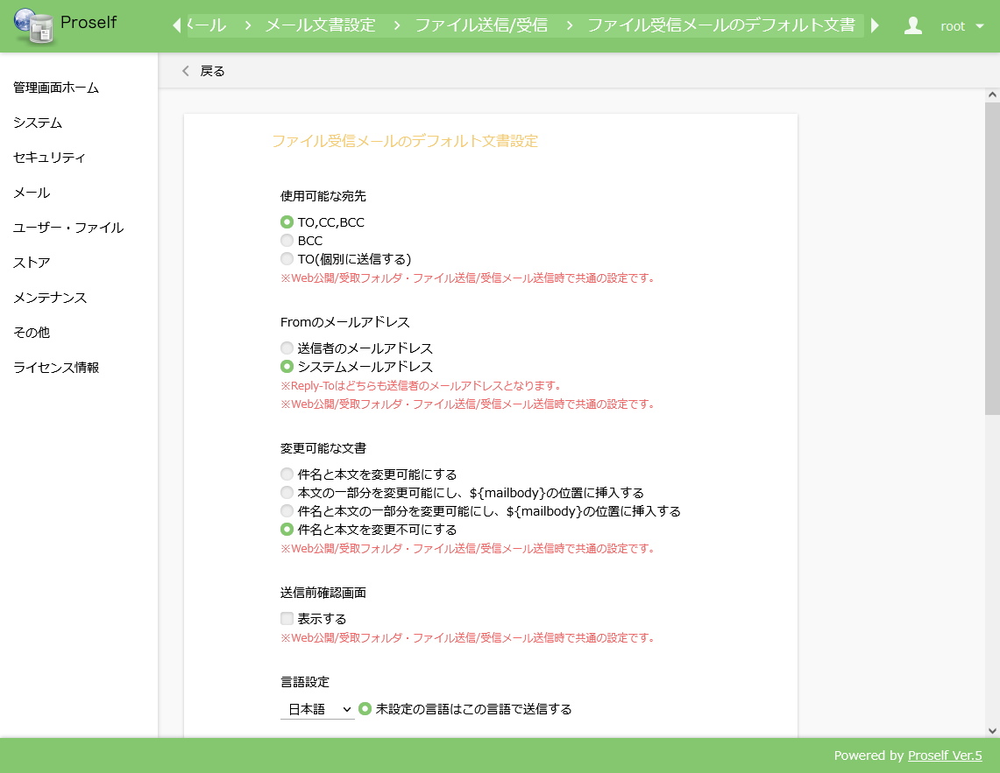 Proself
メール > メール文書設定 > ファイル送信/受信 > ファイル受信メールのデフォルト文書
root
戻る
管理画面ホーム
システム
セキュリティ
メール
ユーザー・ファイル
ストア
メンテナンス
その他
ライセンス情報
ファイル受信メールのデフォルト文書設定
使用可能な宛先
TO,CC,BCC
BCC
TO(個別に送信する)
※Web公開/受取フォルダ・ファイル送信/受信メール送信時で共通の設定です。
Fromのメールアドレス
送信者のメールアドレス
システムメールアドレス
※Reply-Toはどちらも送信者のメールアドレスとなります。
※Web公開/受取フォルダ・ファイル送信/受信メール送信時で共通の設定です。
変更可能な文書
件名と本文を変更可能にする
本文の一部分を変更可能にし、${mailbody}の位置に挿入する
件名と本文の一部分を変更可能にし、${mailbody}の位置に挿入する
件名と本文を変更不可にする
※Web公開/受取フォルダ・ファイル送信/受信メール送信時で共通の設定です。
送信前確認画面
表示する
※Web公開/受取フォルダ・ファイル送信/受信メール送信時で共通の設定です。
言語設定
日本語 未設定の言語はこの言語で送信する
Powered by Proself Ver.5